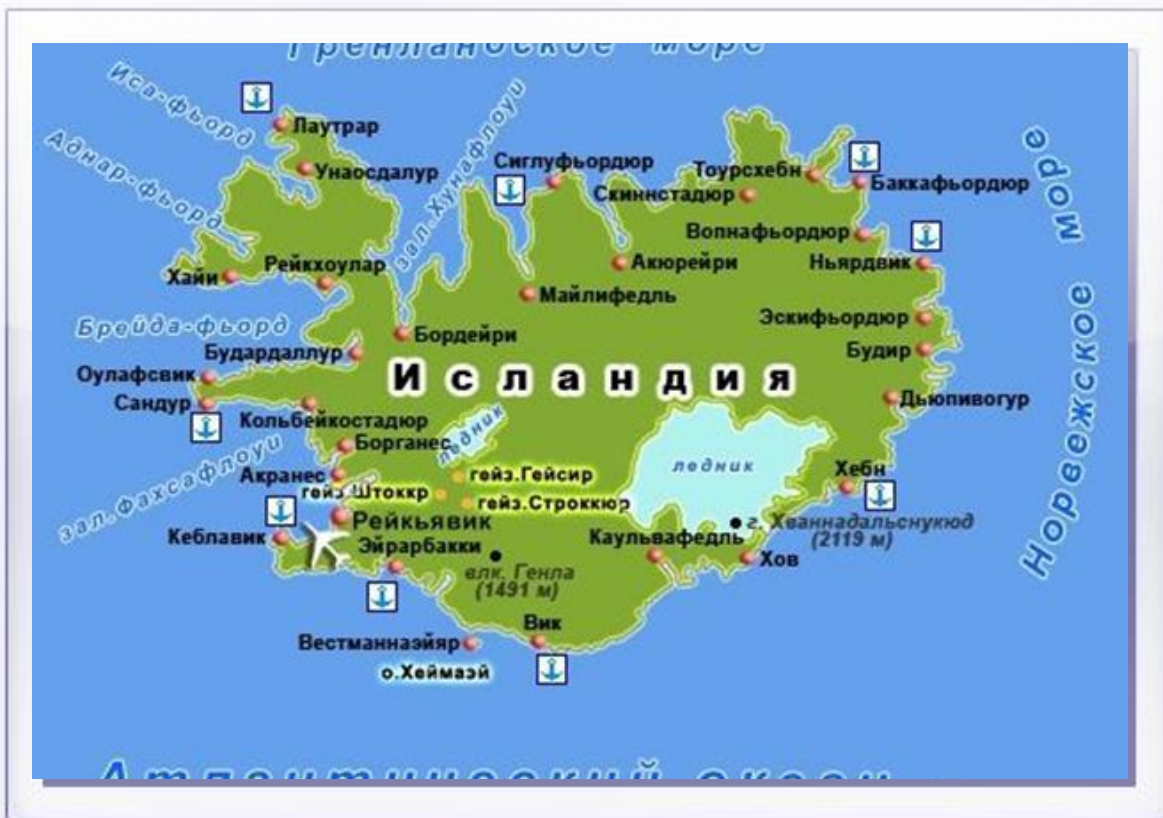 Гренландское море
Иса-фьорд
Лаутрар
Аднар-фьорд
Унаосдалур
зал.Хунафлоуи
Сиглуфьордюр
Тоурсхебн
Скиннстадюр
Баккафьордюр
Вопнафьордюр
Ньярдвик
Акюрейри
Хайи
Рейкхоулар
Майлифедль
Норвежское море
Брейда-фьорд
Бордейри
Эскифьордюр
Будардаллур
Будир
Оулафсвик
Исландия
Сандур
Дьюпивогур
Кольбейкостадюр
Борганес
ледник
ледник
зал.Фахсафлоуи
Акранес
гейз.Гейсир
Хебн
гейз.Штоккр
гейз.Строккюр
Рейкьявик
г. Хваннадальснукюд
(2119 м)
Кеблавик
Каульвафедль
Эйрарбакки
Хов
влк. Генла
(1491 м)
Вик
Вестманнаэйяр
о.Хеймаэй
Атлантический океан